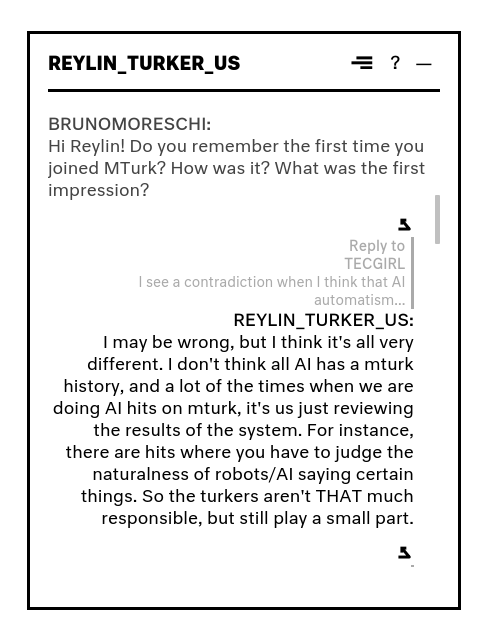 REYLIN_TURKER_US
? —
BRUNOMORESCHI:
Hi Reylin! Do you remember the first time you
joined MTurk? How was it? What was the first
impression?
Reply to
TECGIRL
I see a contradiction when I think that AI
automatism...
REYLIN_TURKER_US:
I may be wrong, but I think it's all very
different. I don't think all AI has a mturk
history, and a lot of the times when we are
doing AI hits on mturk, it's us just reviewing
the results of the system. For instance,
there are hits where you have to judge the
naturalness of robots/AI saying certain
things. So the turkers aren't THAT much
responsible, but still play a small part.